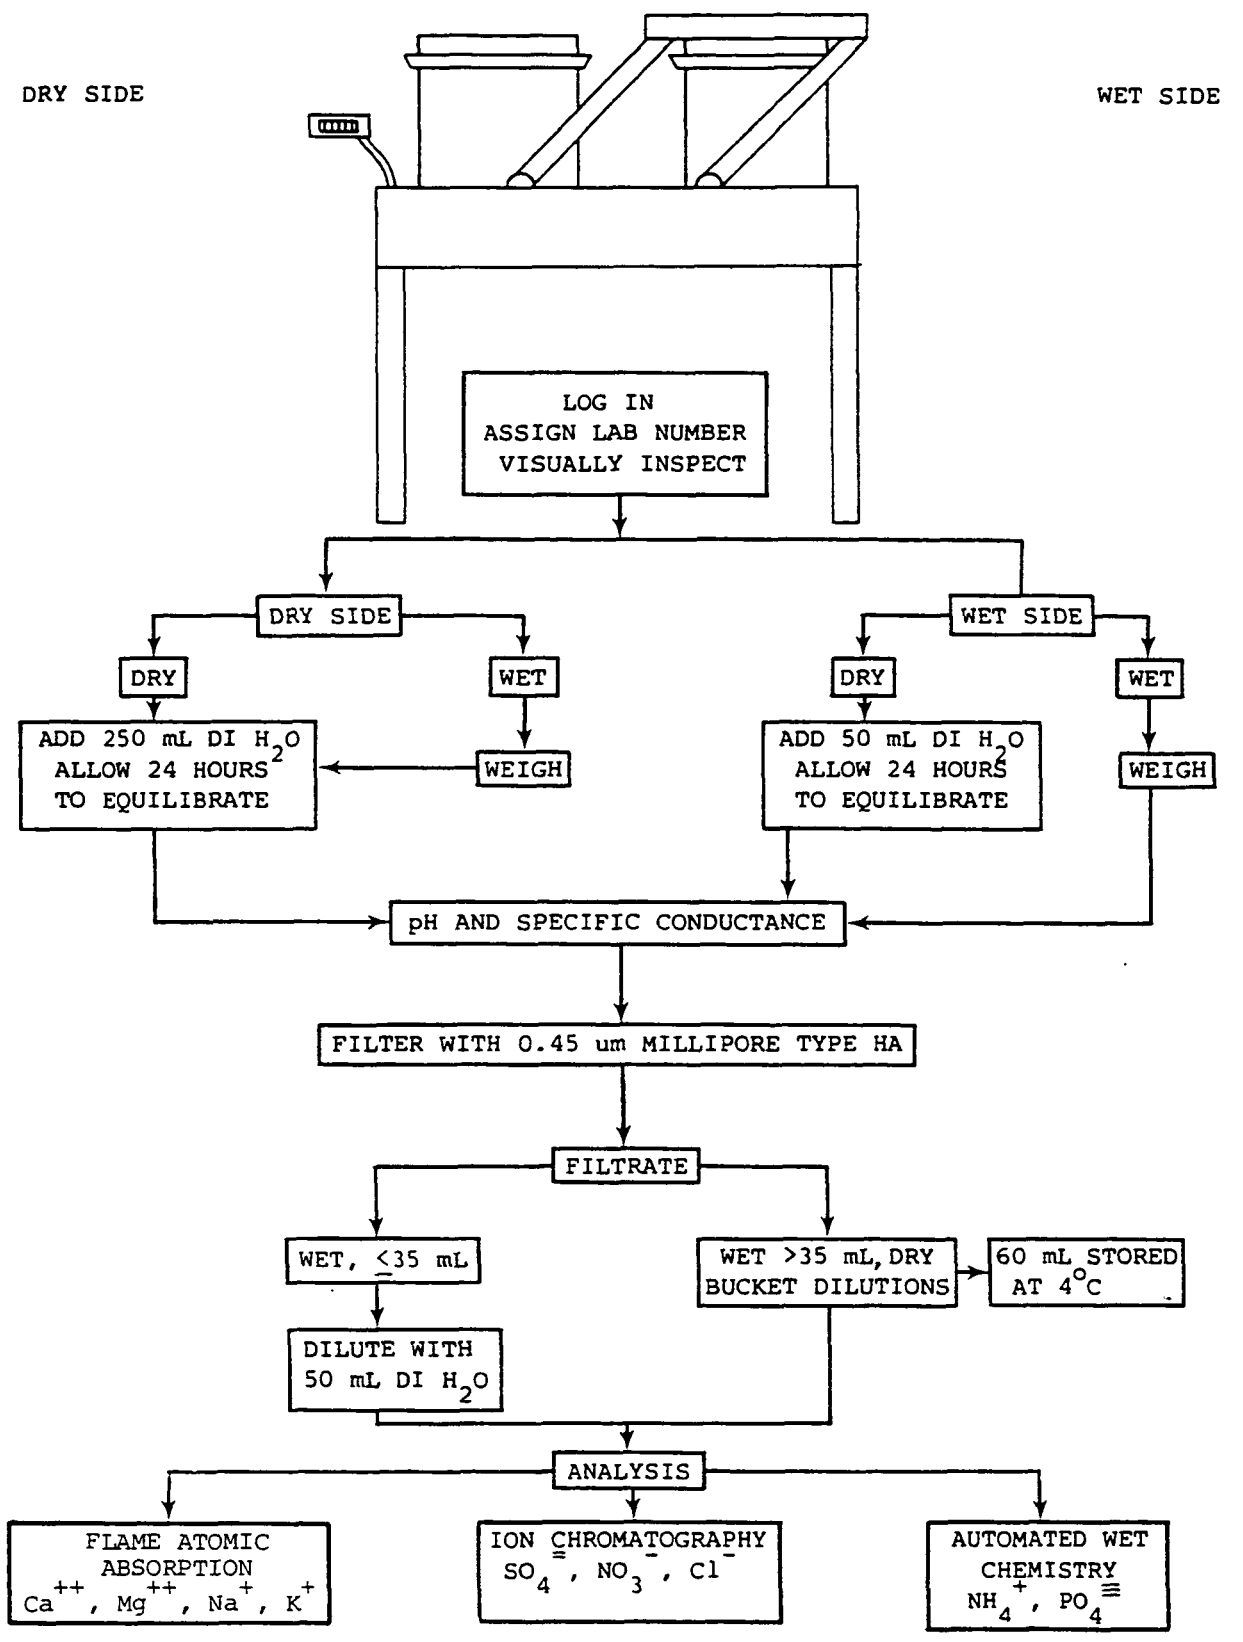 DRY SIDE
WET SIDE
LOG IN
ASSIGN LAB NUMBER
VISUALLY INSPECT
DRY SIDE
WET SIDE
DRY
WET
DRY
WET
ADD 250 mL DI H₂O
ALLOW 24 HOURS
TO EQUILIBRATE
WEIGH
ADD 50 mL DI H₂O
ALLOW 24 HOURS
TO EQUILIBRATE
WEIGH
pH AND SPECIFIC CONDUCTANCE
FILTER WITH 0.45 um MILLIPORE TYPE HA
FILTRATE
WET, ≤35 mL
WET >35 mL, DRY
BUCKET DILUTIONS
60 mL STORED
AT 4°C
DILUTE WITH
50 mL DI H₂O
ANALYSIS
FLAME ATOMIC
ABSORPTION
Ca⁺⁺, Mg⁺⁺, Na⁺, K⁺
ION CHROMATOGRAPHY
SO₄⁼, NO₃⁻, Cl⁻
AUTOMATED WET
CHEMISTRY
NH₄⁺, PO₄≡